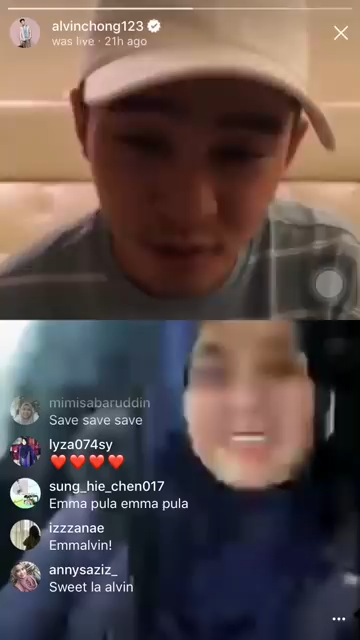 alvinchong123
was live · 21h ago
mimisabaruddin
Save save save
lyza074sy
❤️❤️❤️❤️
sung_hie_chen017
Emma pula emma pula
izzzanae
Emmalvin!
annysaziz_
Sweet la alvin